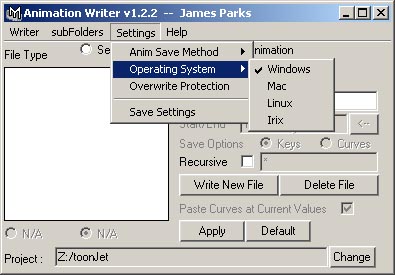 Animation Writer v1.2.2 -- James Parks
Writer subFolders Settings Help
File Type Se nimation
Anim Save Method
Operating System
Overwrite Protection
Save Settings
Windows
Mac
Linux
Irix
Start/End <--
Save Options Keys Curves
Recursive *
Write New File Delete File
Paste Curves at Current Values
N/A N/A Apply Default
Project : Z:/toonJet Change